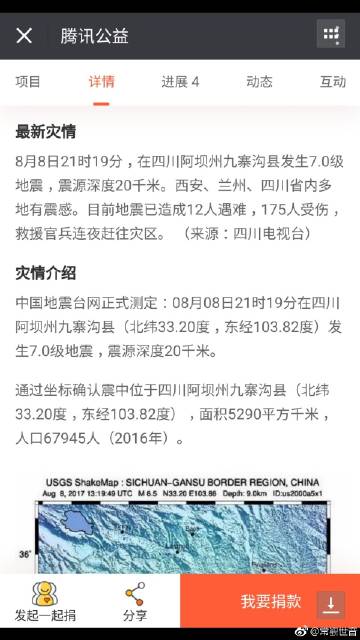 腾讯公益
项目
详情
进展 4
动态
互动
最新灾情
8月8日21时19分，在四川阿坝州九寨沟县发生7.0级
地震，震源深度20千米。西安、兰州、四川省内多
地有震感。目前地震已造成12人遇难，175人受伤，
救援官兵连夜赶往灾区。（来源：四川电视台）
灾情介绍
中国地震台网正式测定：08月08日21时19分在四川
阿坝州九寨沟县（北纬33.20度，东经103.82度）发
生7.0级地震，震源深度20千米。
通过坐标确认震中位于四川阿坝州九寨沟县（北纬
33.20度，东经103.82度），面积5290平方千米，
人口67945人（2016年）。
USGS ShakeMap : SICHUAN-GANSU BORDER REGION, CHINA
Aug 8, 2017 13:19:49 UTC M 6.5 N33.20 E103.86 Depth: 9.0km ID:us2000a5x1
36°
发起一起捐
分享
我要捐款